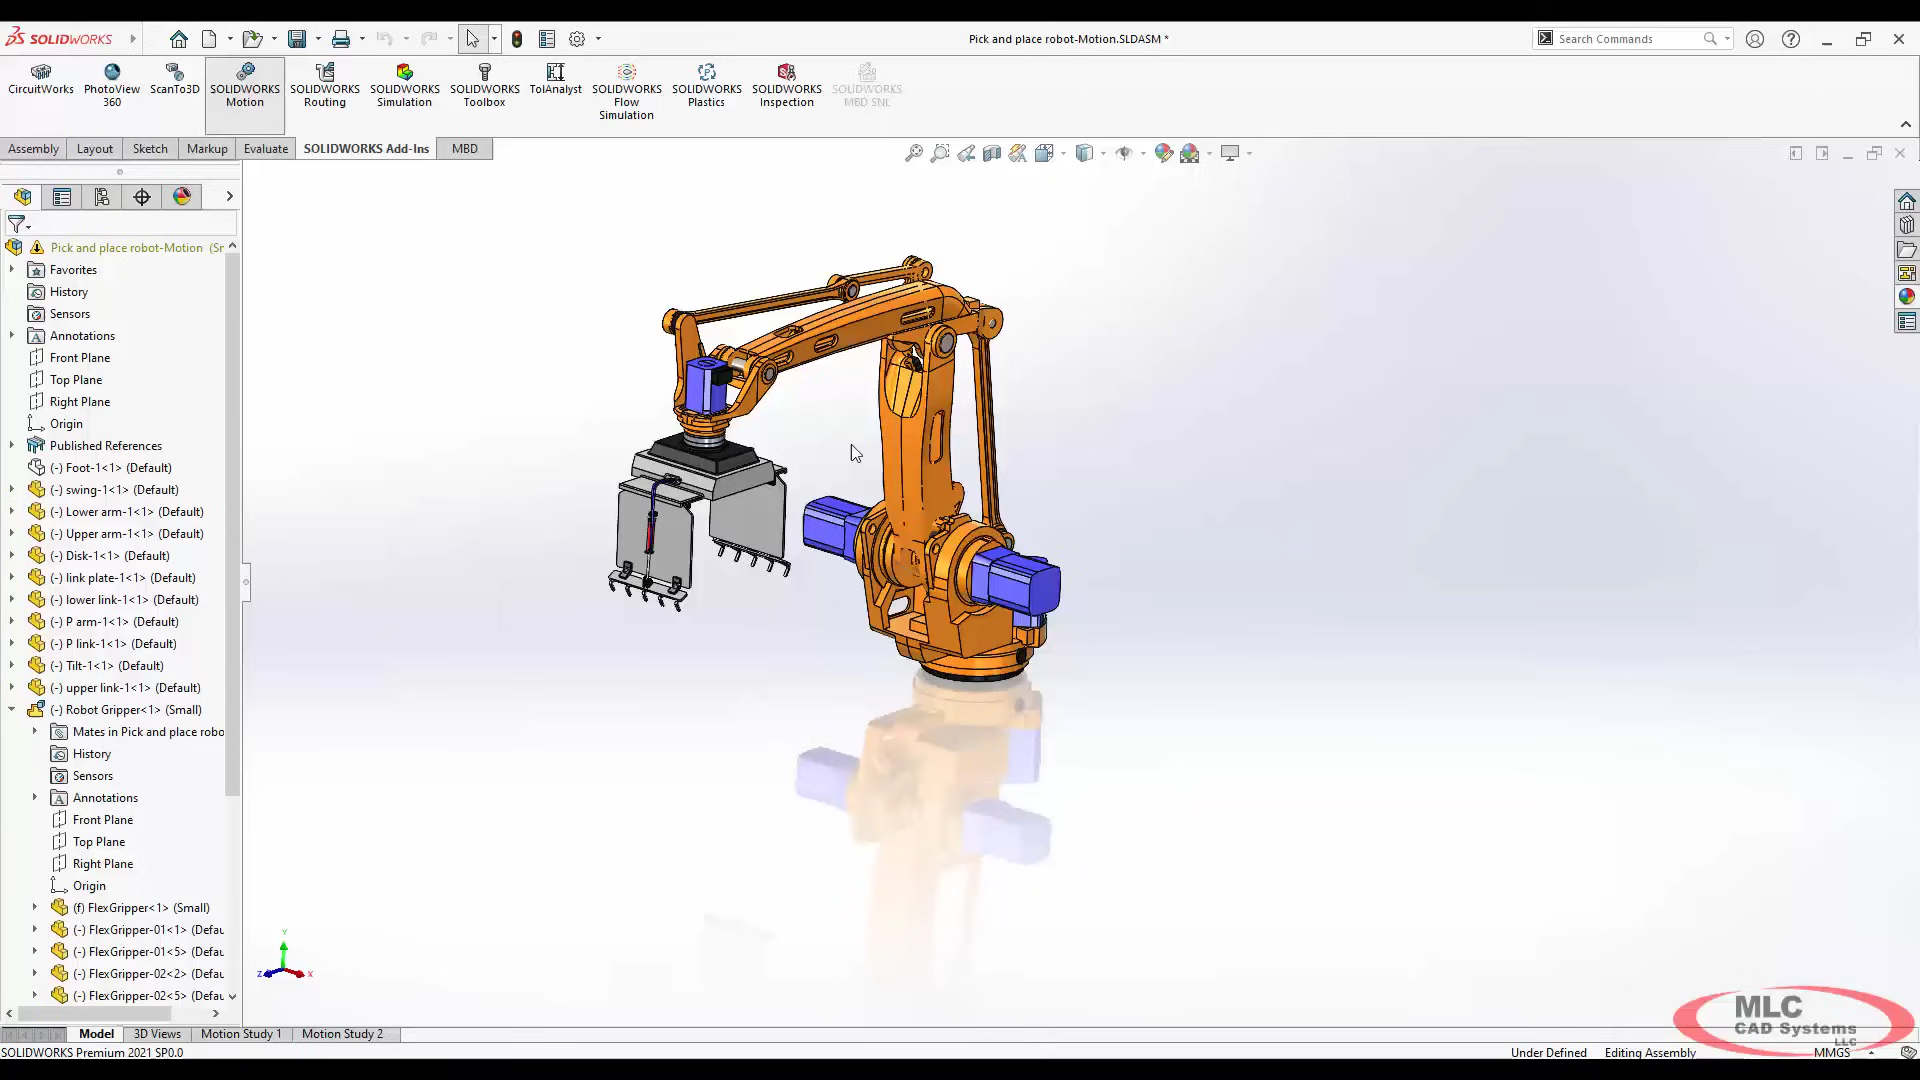 SOLIDWORKS
Pick and place robot-Motion.SLDASM *
Search Commands
CircuitWorks
PhotoView
360
ScanTo3D
SOLIDWORKS
Motion
SOLIDWORKS
Routing
SOLIDWORKS
Simulation
SOLIDWORKS
Toolbox
TolAnalyst
SOLIDWORKS
Flow
Simulation
SOLIDWORKS
Plastics
SOLIDWORKS
Inspection
SOLIDWORKS
MBD SNL
Assembly
Layout
Sketch
Markup
Evaluate
SOLIDWORKS Add-Ins
MBD
Pick and place robot-Motion (Sr
Favorites
History
Sensors
Annotations
Front Plane
Top Plane
Right Plane
Origin
Published References
(-) Foot-1<1> (Default)
(-) swing-1<1> (Default)
(-) Lower arm-1<1> (Default)
(-) Upper arm-1<1> (Default)
(-) Disk-1<1> (Default)
(-) link plate-1<1> (Default)
(-) lower link-1<1> (Default)
(-) P arm-1<1> (Default)
(-) P link-1<1> (Default)
(-) Tilt-1<1> (Default)
(-) upper link-1<1> (Default)
(-) Robot Gripper<1> (Small)
Mates in Pick and place robo
History
Sensors
Annotations
Front Plane
Top Plane
Right Plane
Origin
(f) FlexGripper<1> (Small)
(-) FlexGripper-01<1> (Defau
(-) FlexGripper-01<5> (Defau
(-) FlexGripper-02<2> (Defau
(-) FlexGripper-02<5> (Defau
Y
Z
X
MLC
CAD Systems
LLC
Model
3D Views
Motion Study 1
Motion Study 2
SOLIDWORKS Premium 2021 SP0.0
Under Defined
Editing Assembly
MMGS